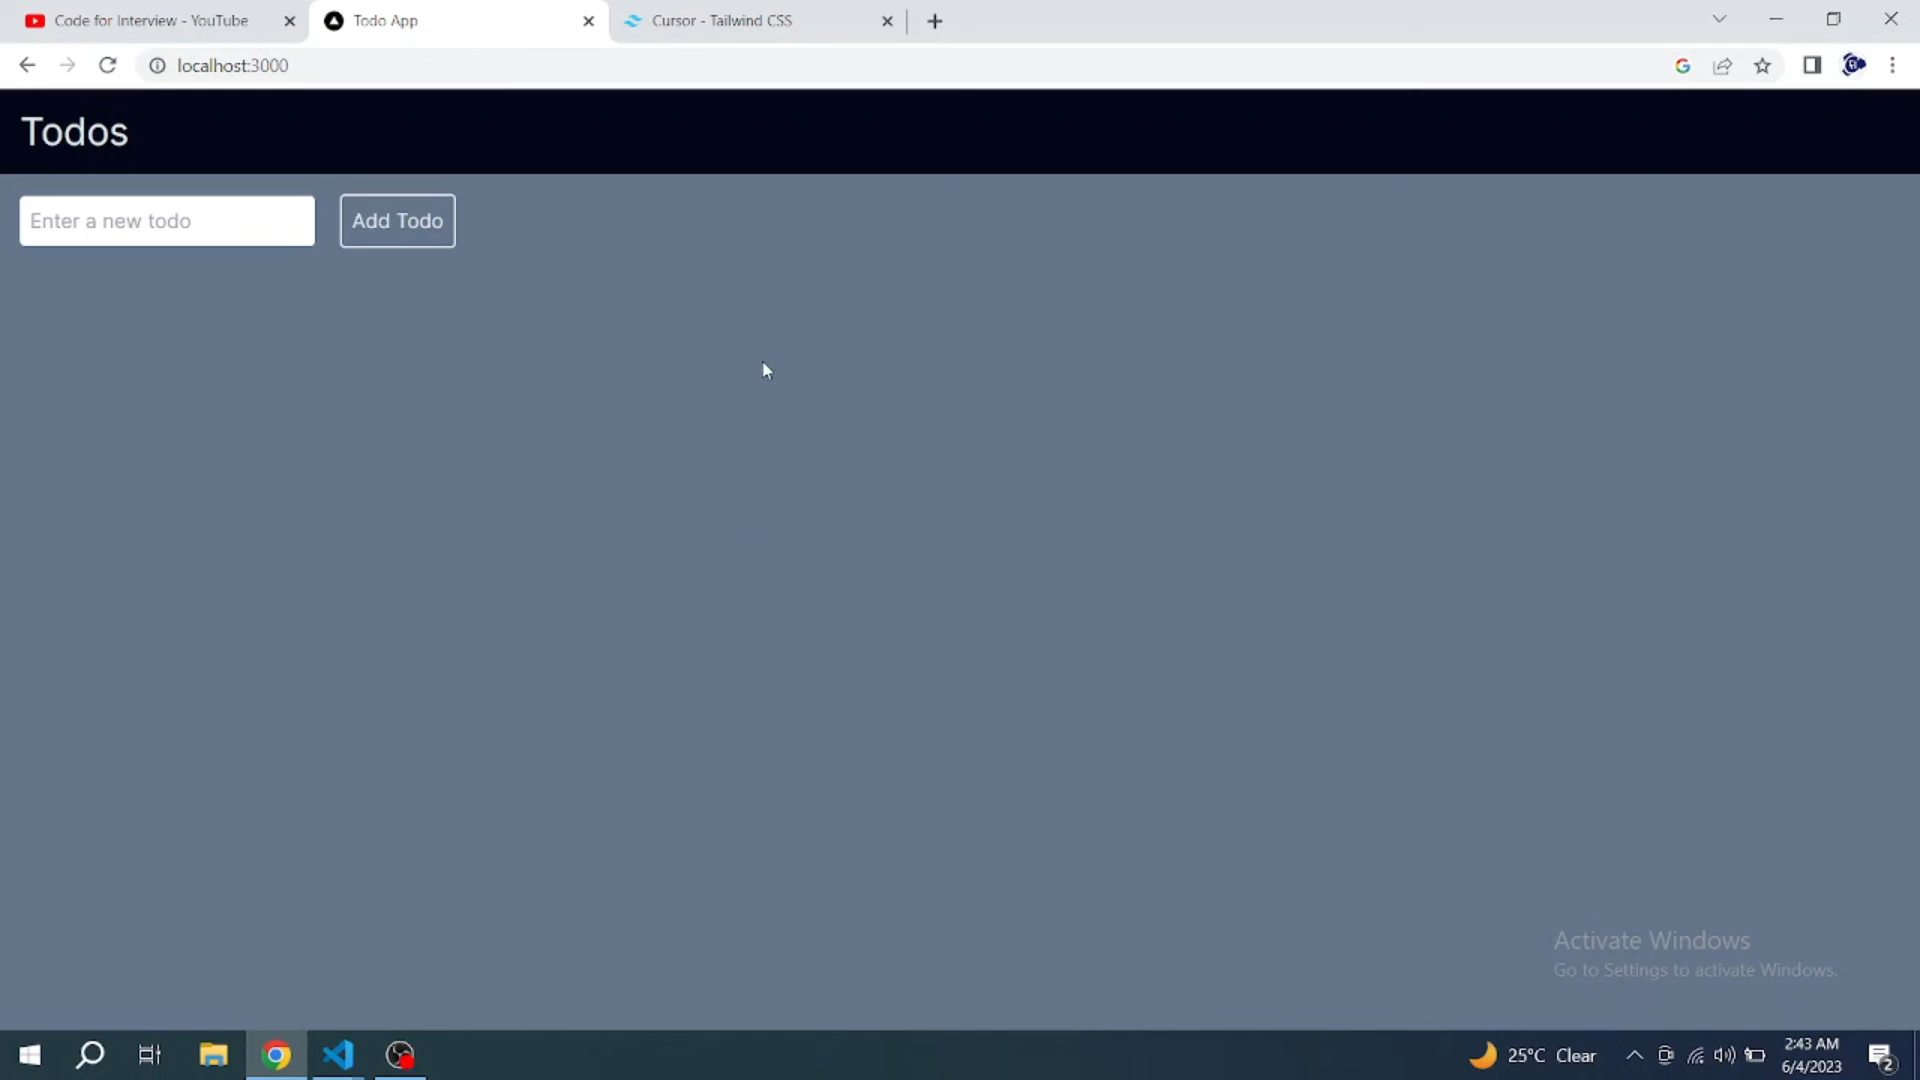 Code for Interview - YouTube
Todo App
Cursor - Tailwind CSS
localhost:3000
Todos
Enter a new todo
Add Todo
Activate Windows
Go to Settings to activate Windows.
25°C Clear
2:43 AM
6/4/2023
2